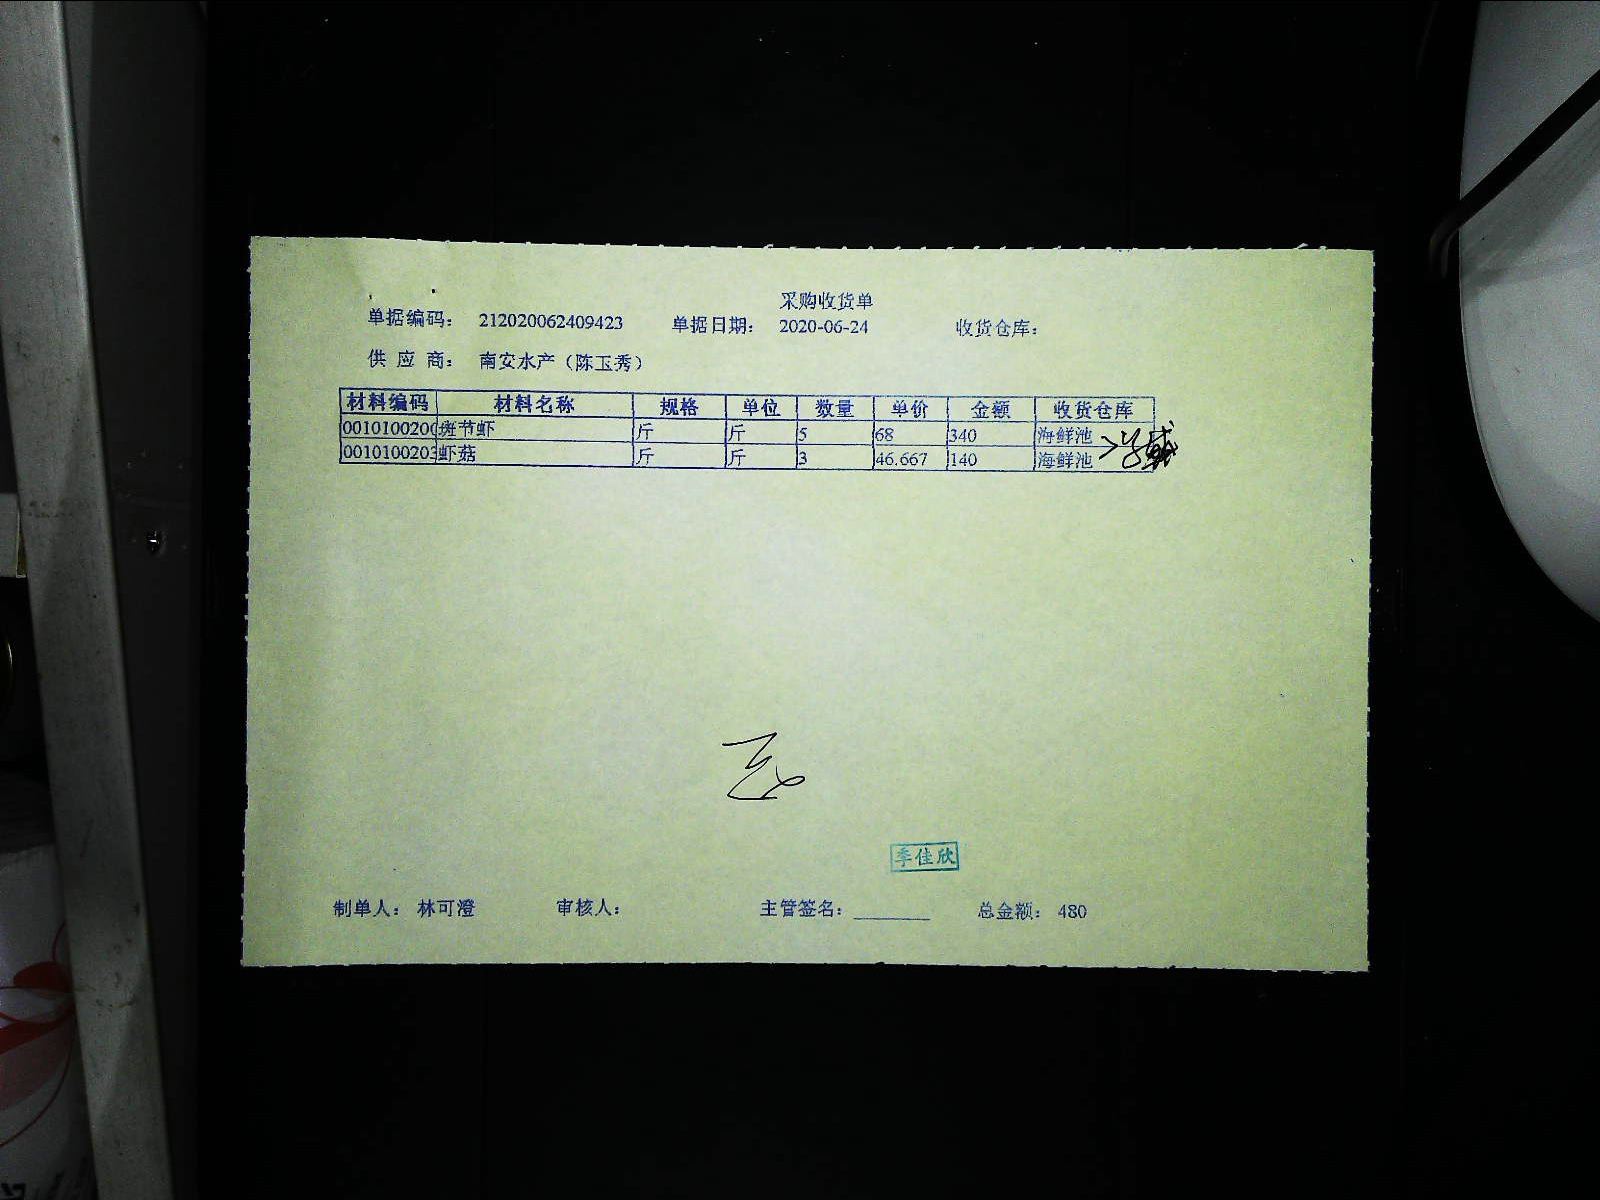 采购收货单
单据编码： 212020062409423 单据日期： 2020-06-24 收货仓库：
供 应 商： 南安水产（陈玉秀）
材料编码 材料名称 规格 单位 数量 单价 金额 收货仓库
0010100200 斑节虾 斤 斤 5 68 340 海鲜池
0010100203 虾菇 斤 斤 3 46.667 140 海鲜池
季佳欣
制单人： 林可澄 审核人： 主管签名： 总金额： 480